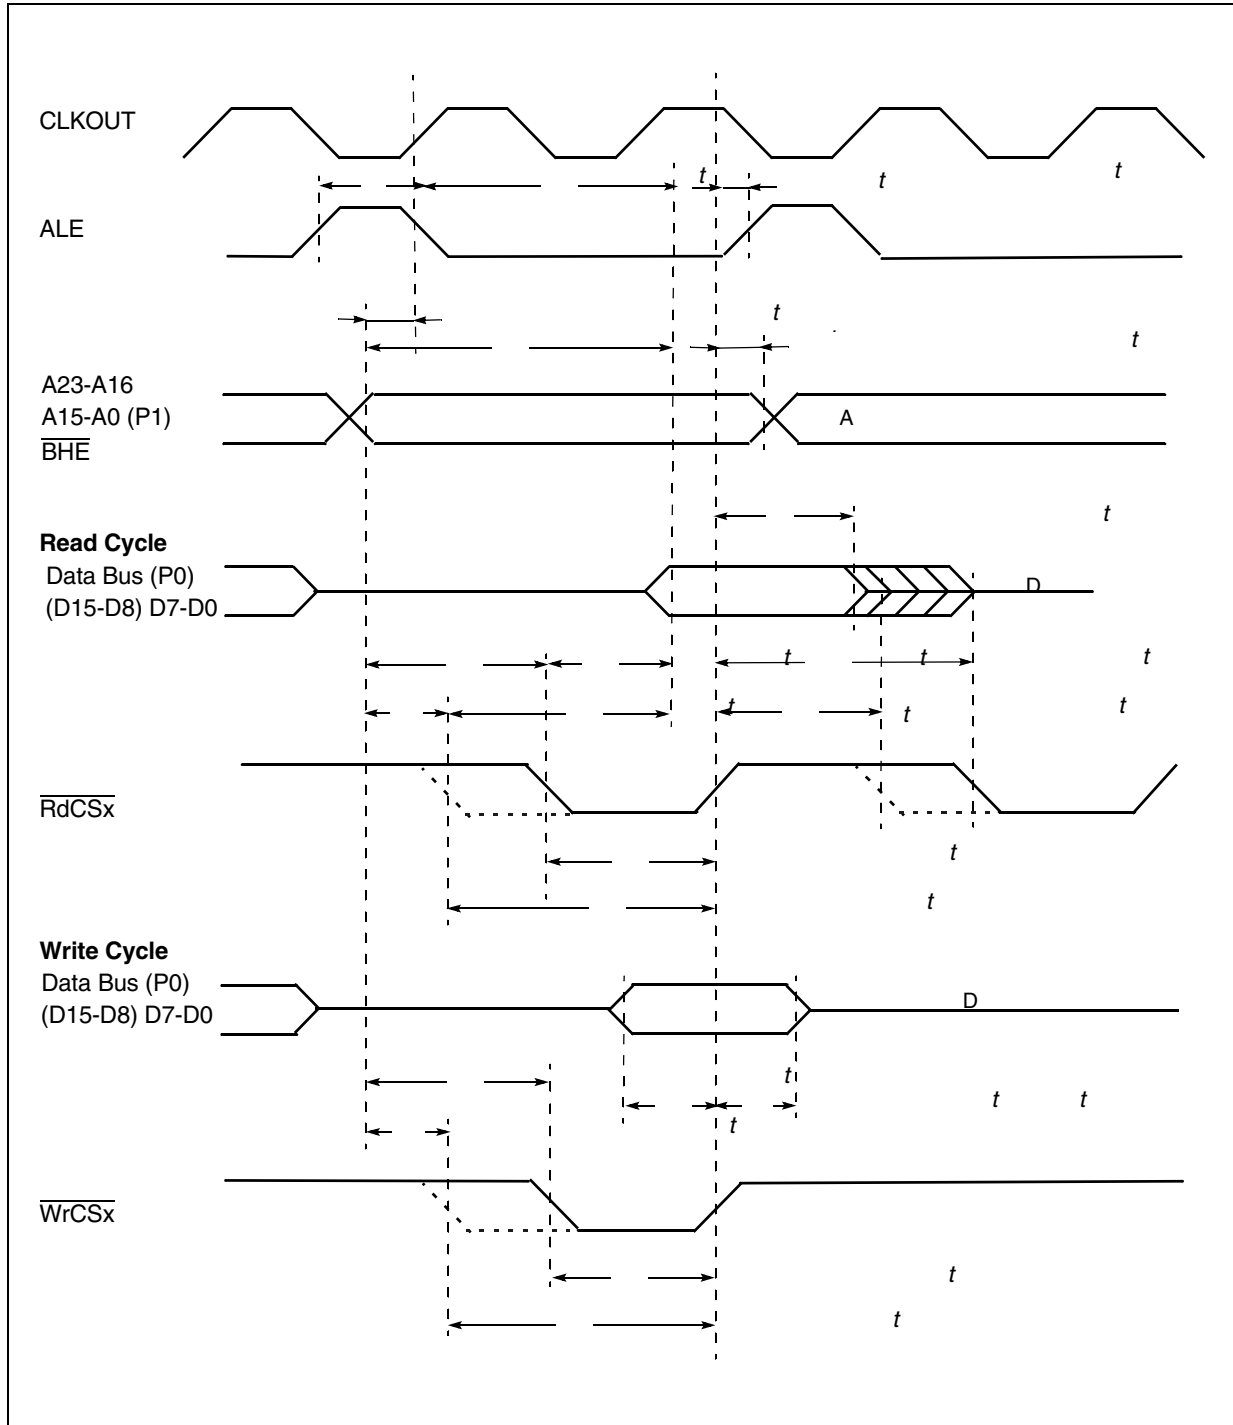 CLKOUT
t
t
t
ALE
t
t
A23-A16
A15-A0 (P1)
A
BHE
t
Read Cycle
Data Bus (P0)
D
(D15-D8) D7-D0
t
t
t
t
t
t
RdCSx
t
t
Write Cycle
Data Bus (P0)
D
(D15-D8) D7-D0
t
t
t
t
WrCSx
t
t